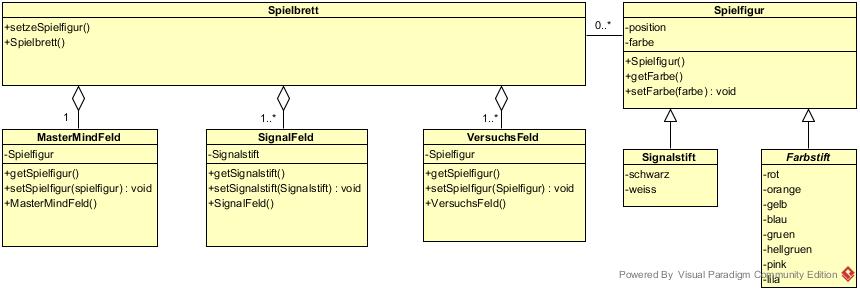 Spielbrett
+setzeSpielfigur()
+Spielbrett()
0..*
Spielfigur
-position
-farbe
+Spielfigur()
+getFarbe()
+setFarbe(farbe) : void
1
1..*
1..*
MasterMindFeld
-Spielfigur
+getSpielfigur()
+setSpielfigur(spielfigur) : void
+MasterMindFeld()
SignalFeld
-Signalstift
+getSignalstift()
+setSignalstift(Signalstift) : void
+SignalFeld()
VersuchsFeld
-Spielfigur
+getSpielfigur()
+setSpielfigur(Spielfigur) : void
+VersuchsFeld()
Signalstift
-schwarz
-weiss
Farbstift
-rot
-orange
-gelb
-blau
-gruen
-hellgruen
-pink
-lila
Powered By Visual Paradigm Community Edition